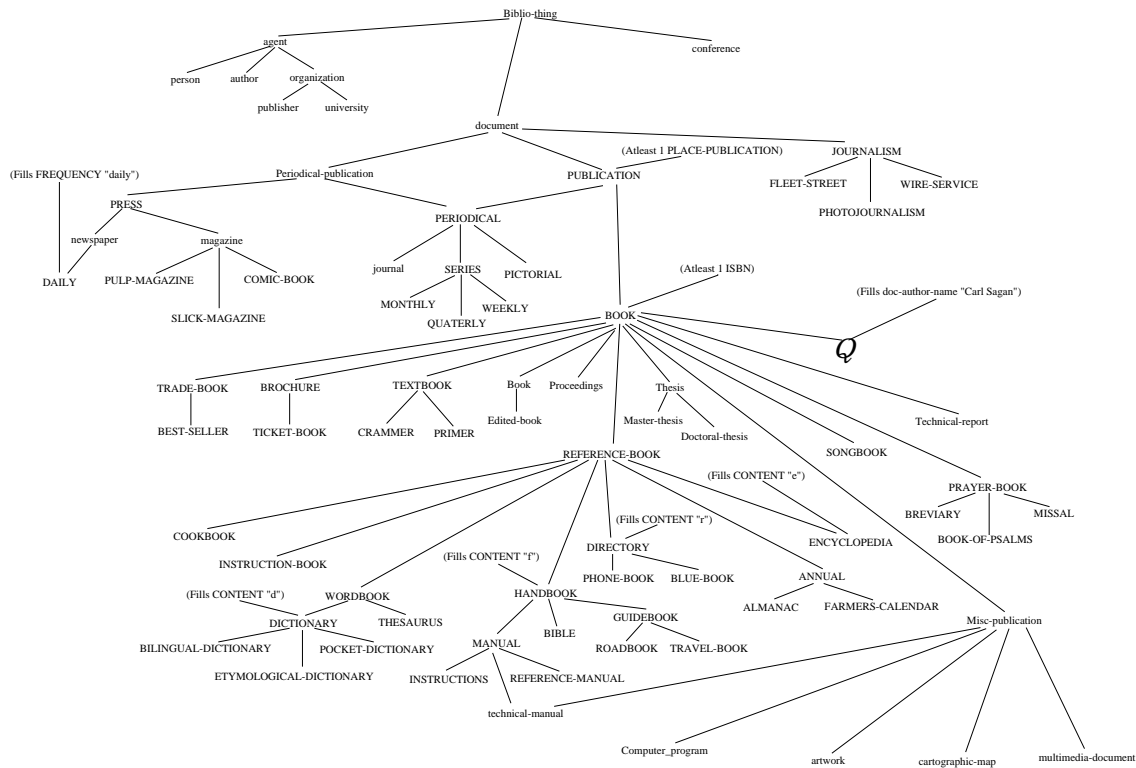 Biblio-thing
agent
conference
person
author
organization
publisher
university
document
(Atleast 1 PLACE-PUBLICATION)
JOURNALISM
(Fills FREQUENCY "daily")
Periodical-publication
PUBLICATION
FLEET-STREET
WIRE-SERVICE
PRESS
PHOTOJOURNALISM
PERIODICAL
newspaper
magazine
journal
SERIES
PICTORIAL
(Atleast 1 ISBN)
DAILY
PULP-MAGAZINE
COMIC-BOOK
MONTHLY
WEEKLY
(Fills doc-author-name "Carl Sagan")
SLICK-MAGAZINE
QUATERLY
BOOK
Q
TRADE-BOOK
BROCHURE
TEXTBOOK
Book
Proceedings
Thesis
BEST-SELLER
TICKET-BOOK
CRAMMER
PRIMER
Edited-book
Master-thesis
Doctoral-thesis
Technical-report
SONGBOOK
REFERENCE-BOOK
(Fills CONTENT "e")
PRAYER-BOOK
BREVIARY
MISSAL
BOOK-OF-PSALMS
(Fills CONTENT "r")
COOKBOOK
ENCYCLOPEDIA
DIRECTORY
(Fills CONTENT "f")
INSTRUCTION-BOOK
PHONE-BOOK
BLUE-BOOK
ANNUAL
(Fills CONTENT "d")
WORDBOOK
HANDBOOK
ALMANAC
FARMERS-CALENDAR
DICTIONARY
THESAURUS
GUIDEBOOK
Misc-publication
BIBLE
BILINGUAL-DICTIONARY
POCKET-DICTIONARY
MANUAL
ROADBOOK
TRAVEL-BOOK
ETYMOLOGICAL-DICTIONARY
INSTRUCTIONS
REFERENCE-MANUAL
technical-manual
Computer_program
artwork
cartographic-map
multimedia-document